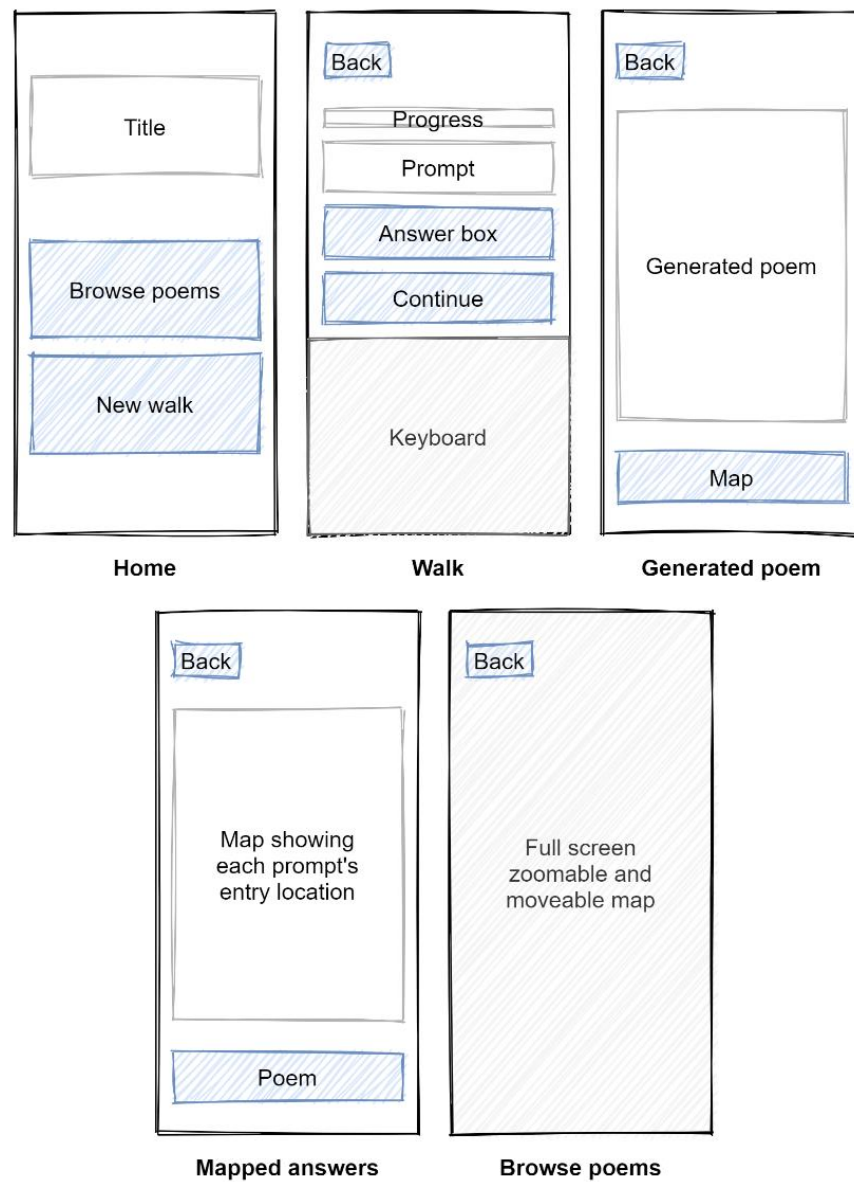 Title
Browse poems
New walk
Home
Back
Progress
Prompt
Answer box
Continue
Keyboard
Walk
Back
Generated poem
Map
Generated poem
Back
Map showing
each prompt's
entry location
Poem
Mapped answers
Back
Full screen
zoomable and
moveable map
Browse poems